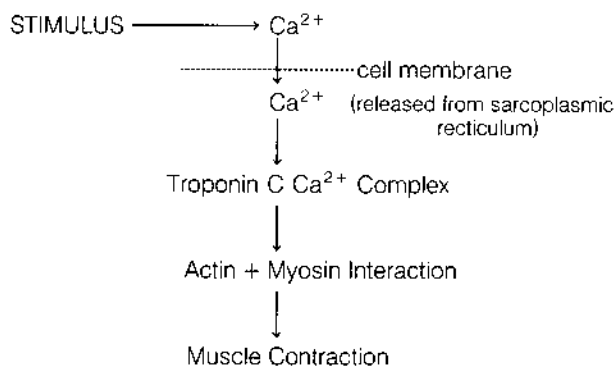 STIMULUS Ca²⁺
cell membrane
Ca²⁺ (released from sarcoplasmic
recticulum)
Troponin C Ca²⁺ Complex
Actin + Myosin Interaction
Muscle Contraction